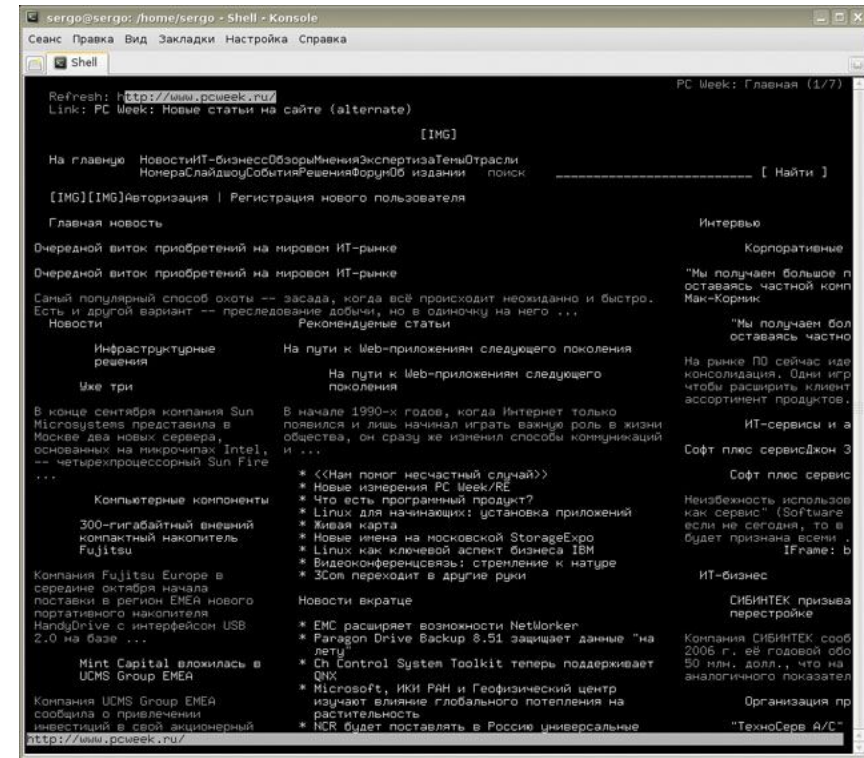 sergo@sergo: /home/sergo - Shell - Konsole
Сеанс Правка Вид Закладки Настройка Справка
Shell
PC Week: Главная (1/7)
Refresh: http://www.pcweek.ru/
Link: PC Week: Новые статьи на сайте (alternate)
[IMG]
На главную НовостиИТ-бизнессОбзорыМненияЭкспертизаТемыОтрасли
НомераСлайдшоуСобытияРешенияФорумОб издании поиск ____________________________ [ Найти ]
[IMG][IMG]Авторизация | Регистрация нового пользователя
Главная новость
Очередной виток приобретений на мировом ИТ-рынке
Очередной виток приобретений на мировом ИТ-рынке
Самый популярный способ охоты -- засада, когда всё происходит неожиданно и быстро.
Есть и другой вариант -- преследование добычи, но в одиночку на него ...
Новости
Инфраструктурные
решения
Уже три
В конце сентября компания Sun
Microsystems представила в
Москве два новых сервера,
основанных на микрочипах Intel,
-- четырехпроцессорный Sun Fire
...
Компьютерные компоненты
300-гигабайтный внешний
компактный накопитель
Fujitsu
Компания Fujitsu Europe в
середине октября начала
поставки в регион EMEA нового
портативного накопителя
HandyDrive с интерфейсом USB
2.0 на базе ...
Mint Capital вложилась в
UCMS Group EMEA
Компания UCMS Group EMEA
сообщила о привлечении
инвестиций в свой акционерный
Рекомендуемые статьи
На пути к Web-приложениям следующего поколения
На пути к Web-приложениям следующего
поколения
В начале 1990-х годов, когда Интернет только
появился и лишь начинал играть важную роль в жизни
общества, он сразу же изменил способы коммуникаций
и ...
* <<Нам помог несчастный случай>>
* Новые измерения PC Week/RE
* Что есть программный продукт?
* Linux для начинающих: установка приложений
* Живая карта
* Новые имена на московской StorageExpo
* Linux как ключевой аспект бизнеса IBM
* Видеоконференцсвязь: стремление к натуре
* 3Com переходит в другие руки
Новости вкратце
* EMC расширяет возможности NetWorker
* Paragon Drive Backup 8.51 защищает данные "на
лету"
* Ch Control System Toolkit теперь поддерживает
QNX
* Microsoft, ИКИ РАН и Геофизический центр
изучают влияние глобального потепления на
растительность
* NCR будет поставлять в Россию универсальные
Интервью
Корпоративные
"Мы получаем большое п
оставаясь частной комп
Мак-Кормик
"Мы получаем бол
оставаясь частно
На рынке ПО сейчас иде
консолидация. Одни игр
чтобы расширить клиент
ассортимент продуктов.
ИТ-сервисы и а
Софт плюс сервисДжон З
Софт плюс сервис
Неизбежность использов
как сервис" (Software
если не сегодня, то в
будет признана всеми .
IFrame: b
ИТ-бизнес
СИБИНТЕК призыва
перестройке
Компания СИБИНТЕК сооб
2006 г. её годовой обо
50 млн. долл., что на
аналогичного показател
Организация пр
"ТехноСерв А/С"
http://www.pcweek.ru/